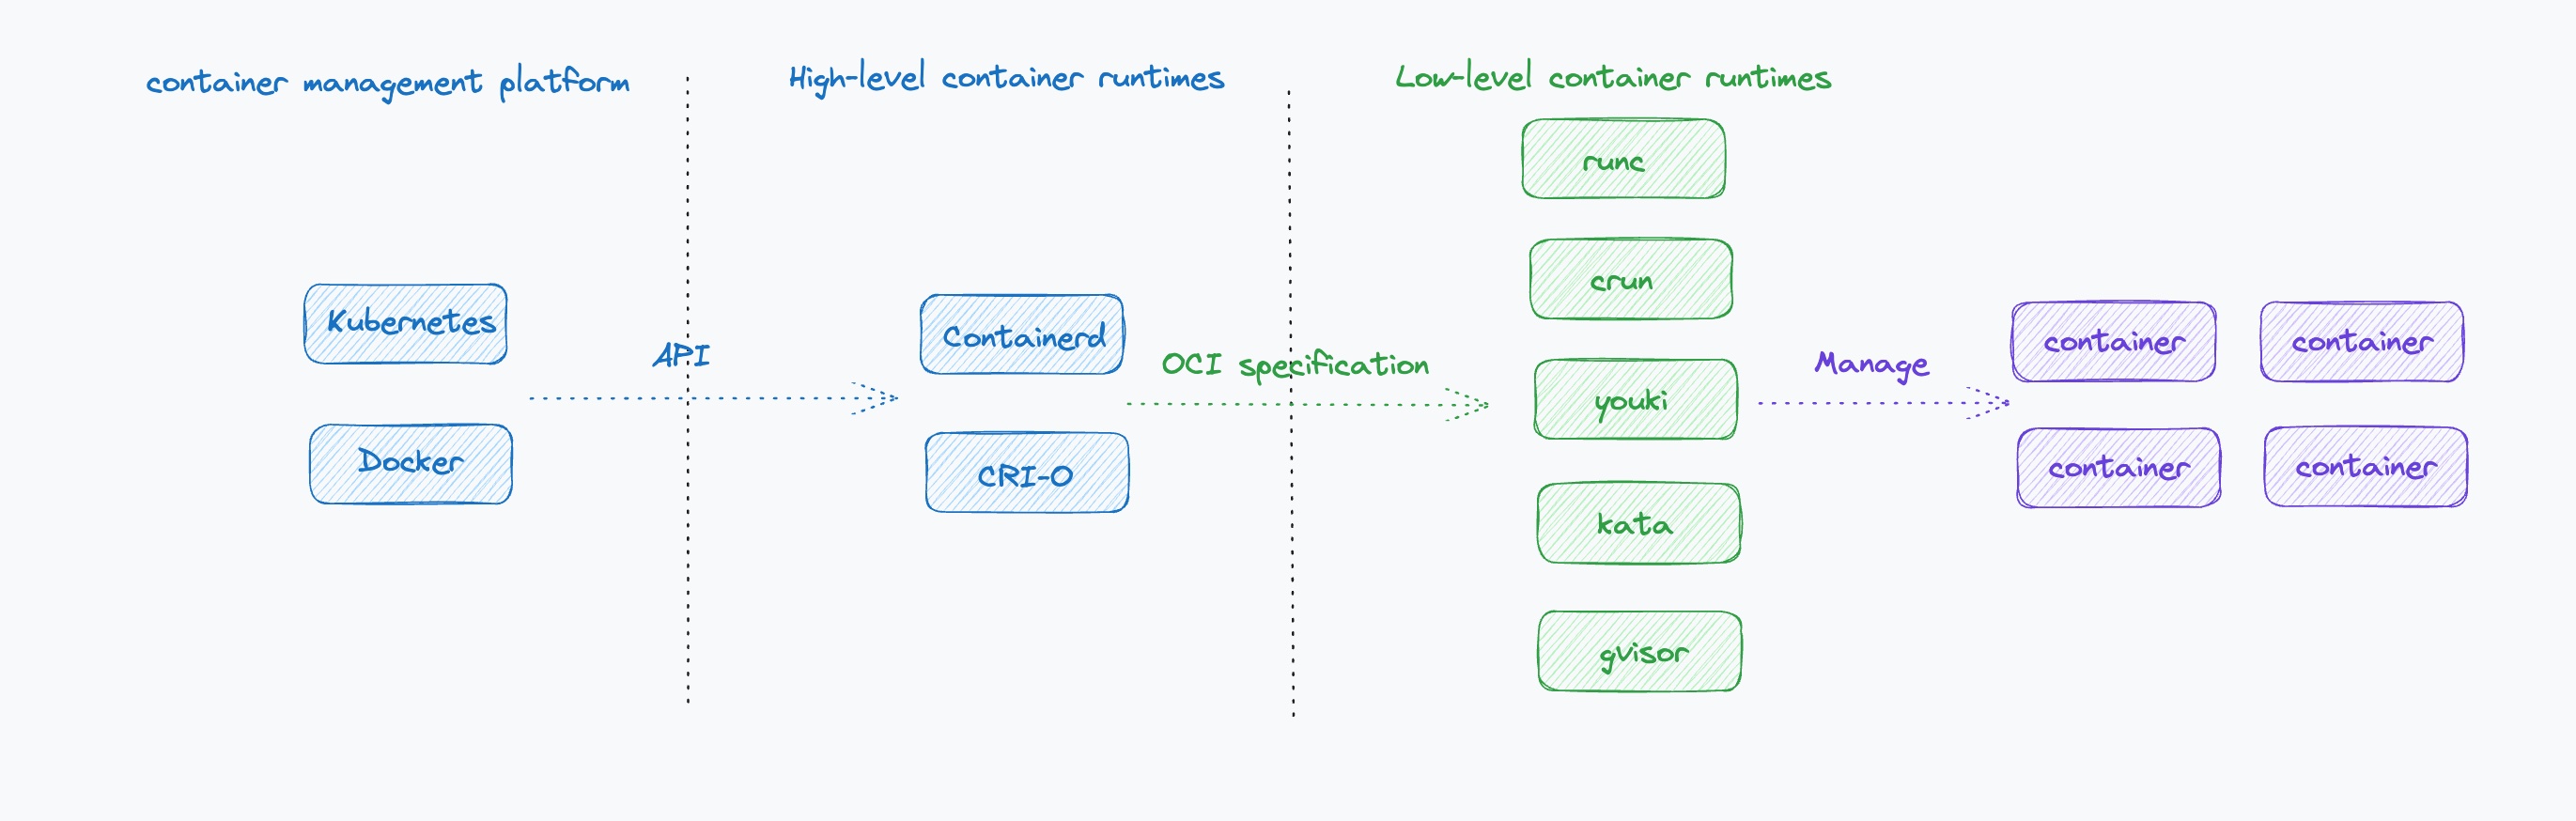 container management platform
High-level container runtimes
Low-level container runtimes
runc
crun
Kubernetes
Containerd
container
container
API
OCI specification
Manage
youki
Docker
CRI-O
container
container
kata
gvisor